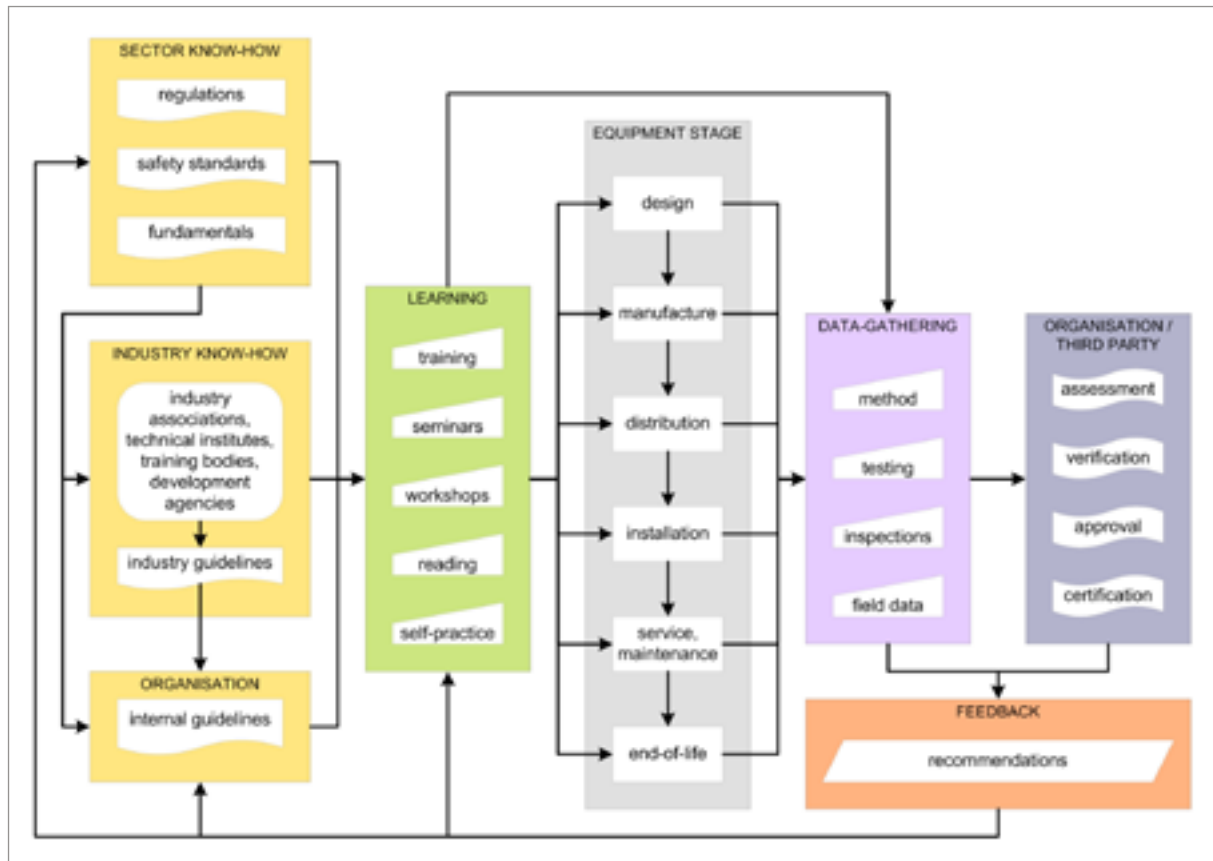 SECTOR KNOW-HOW
regulations
safety standards
fundamentals
INDUSTRY KNOW-HOW
industry
associations,
technical institutes,
training bodies,
development
agencies
industry guidelines
ORGANISATION
internal guidelines
LEARNING
training
seminars
workshops
reading
self-practice
EQUIPMENT STAGE
design
manufacture
distribution
installation
service,
maintenance
end-of-life
DATA-GATHERING
method
testing
inspections
field data
ORGANISATION /
THIRD PARTY
assessment
verification
approval
certification
FEEDBACK
recommendations